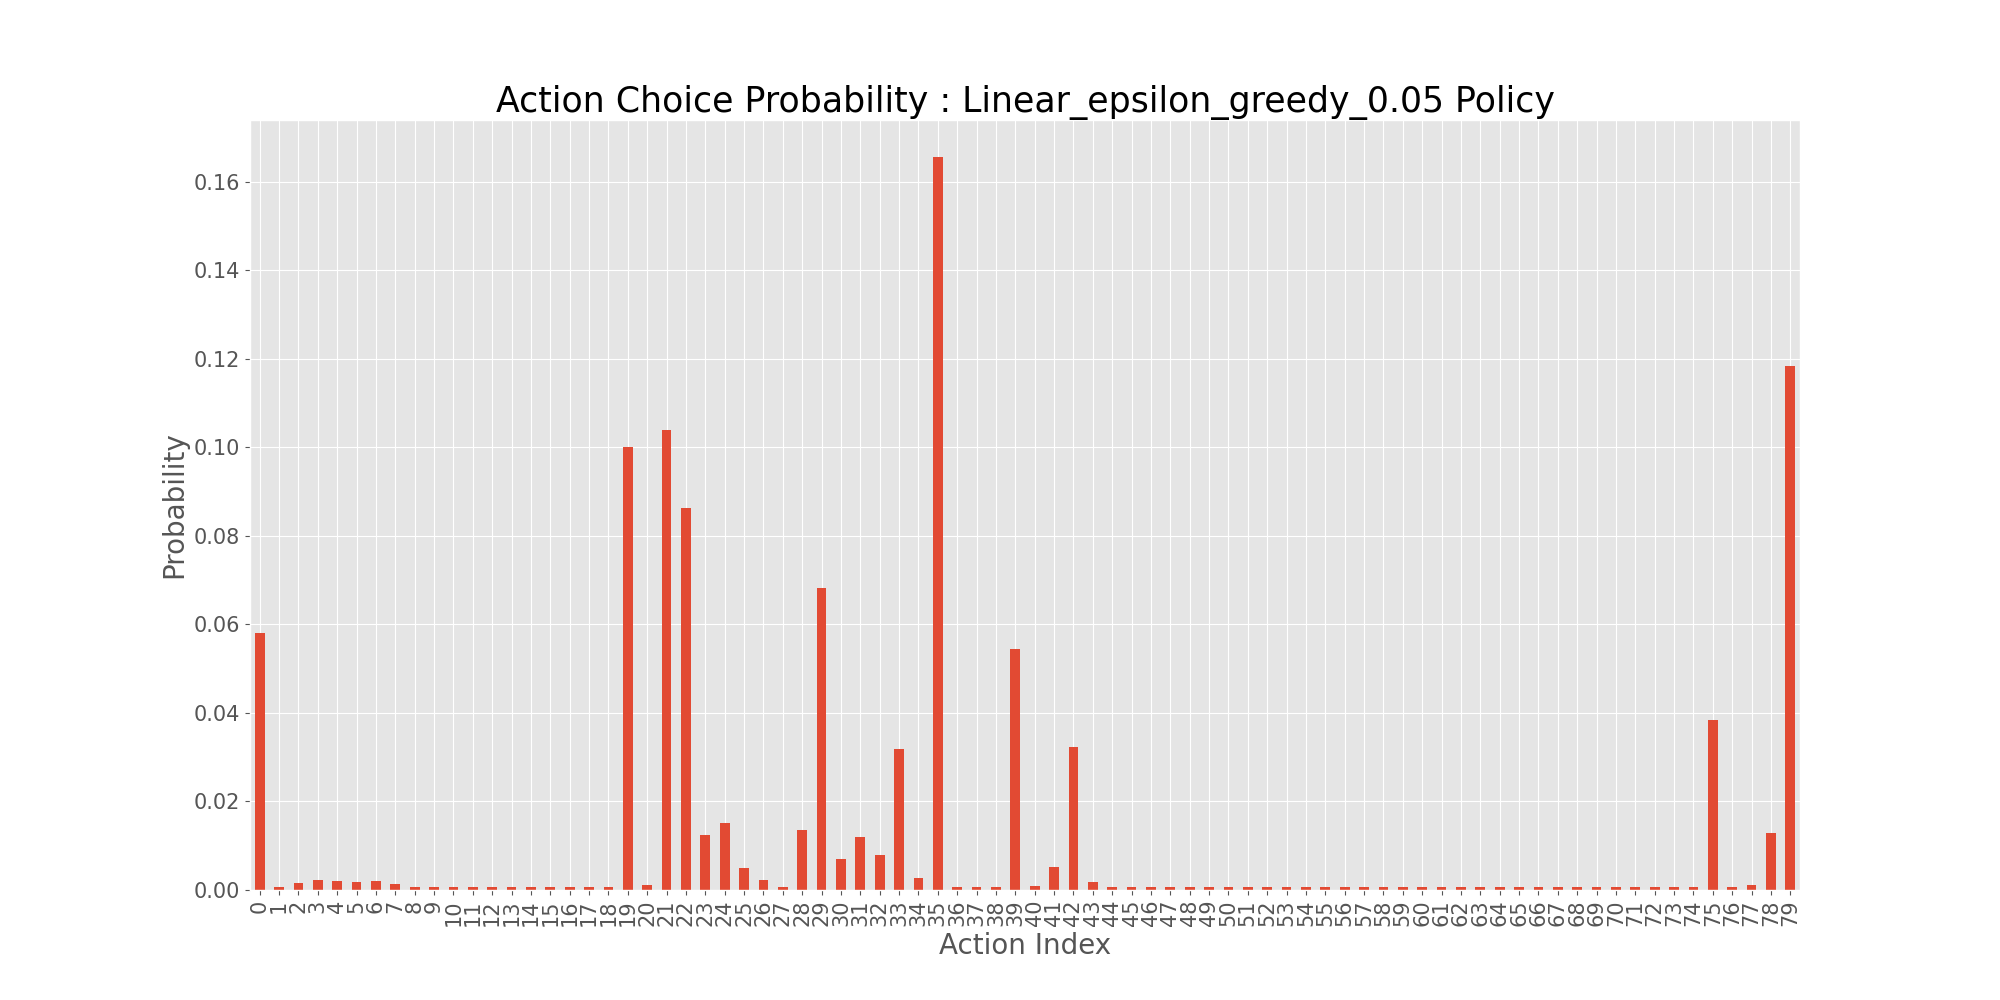 Action Choice Probability : Linear_epsilon_greedy_0.05 Policy
0.16
0.14
0.12
0.10
0.08
0.06
0.04
0.02
0.00
Probability
0 1 2 3 4 5 6 7 8 9 10 11 12 13 14 15 16 17 18 19 20 21 22 23 24 25 26 27 28 29 30 31 32 33 34 35 36 37 38 39 40 41 42 43 44 45 46 47 48 49 50 51 52 53 54 55 56 57 58 59 60 61 62 63 64 65 66 67 68 69 70 71 72 73 74 75 76 77 78 79
Action Index